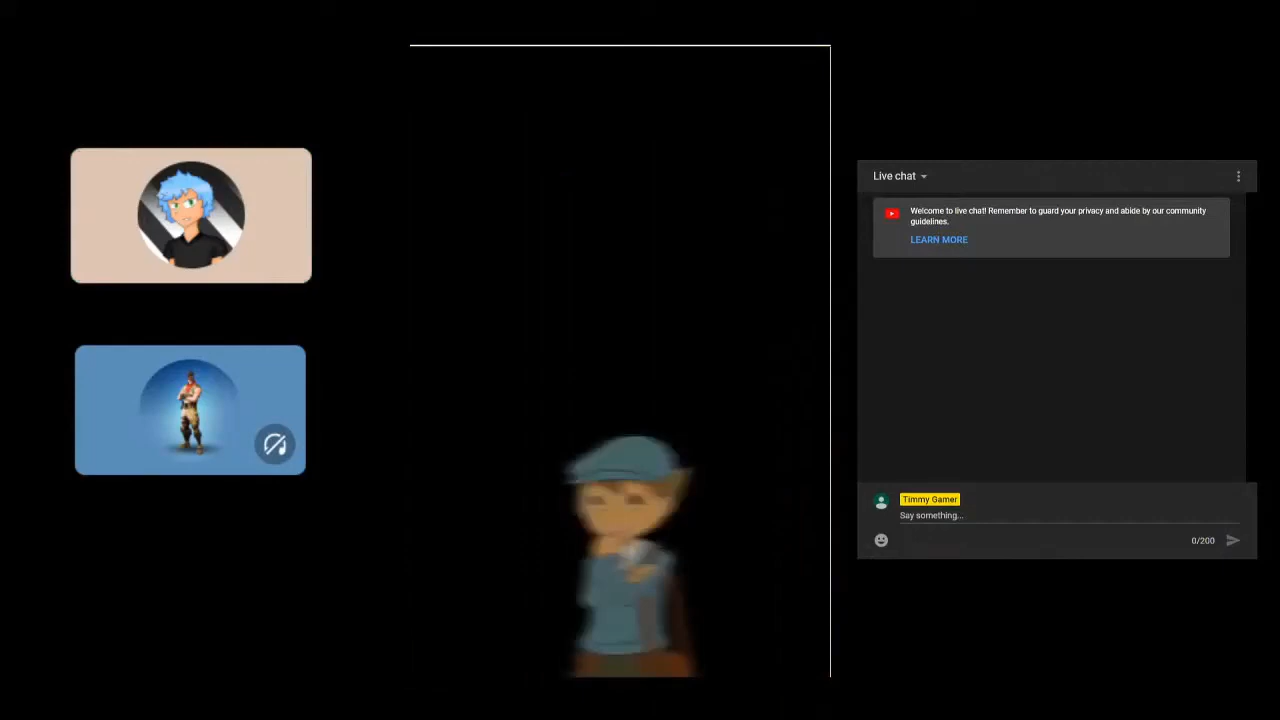 Live chat
Welcome to live chat! Remember to guard your privacy and abide by our community
guidelines.
LEARN MORE
Timmy Gamer
Say something...
0/200